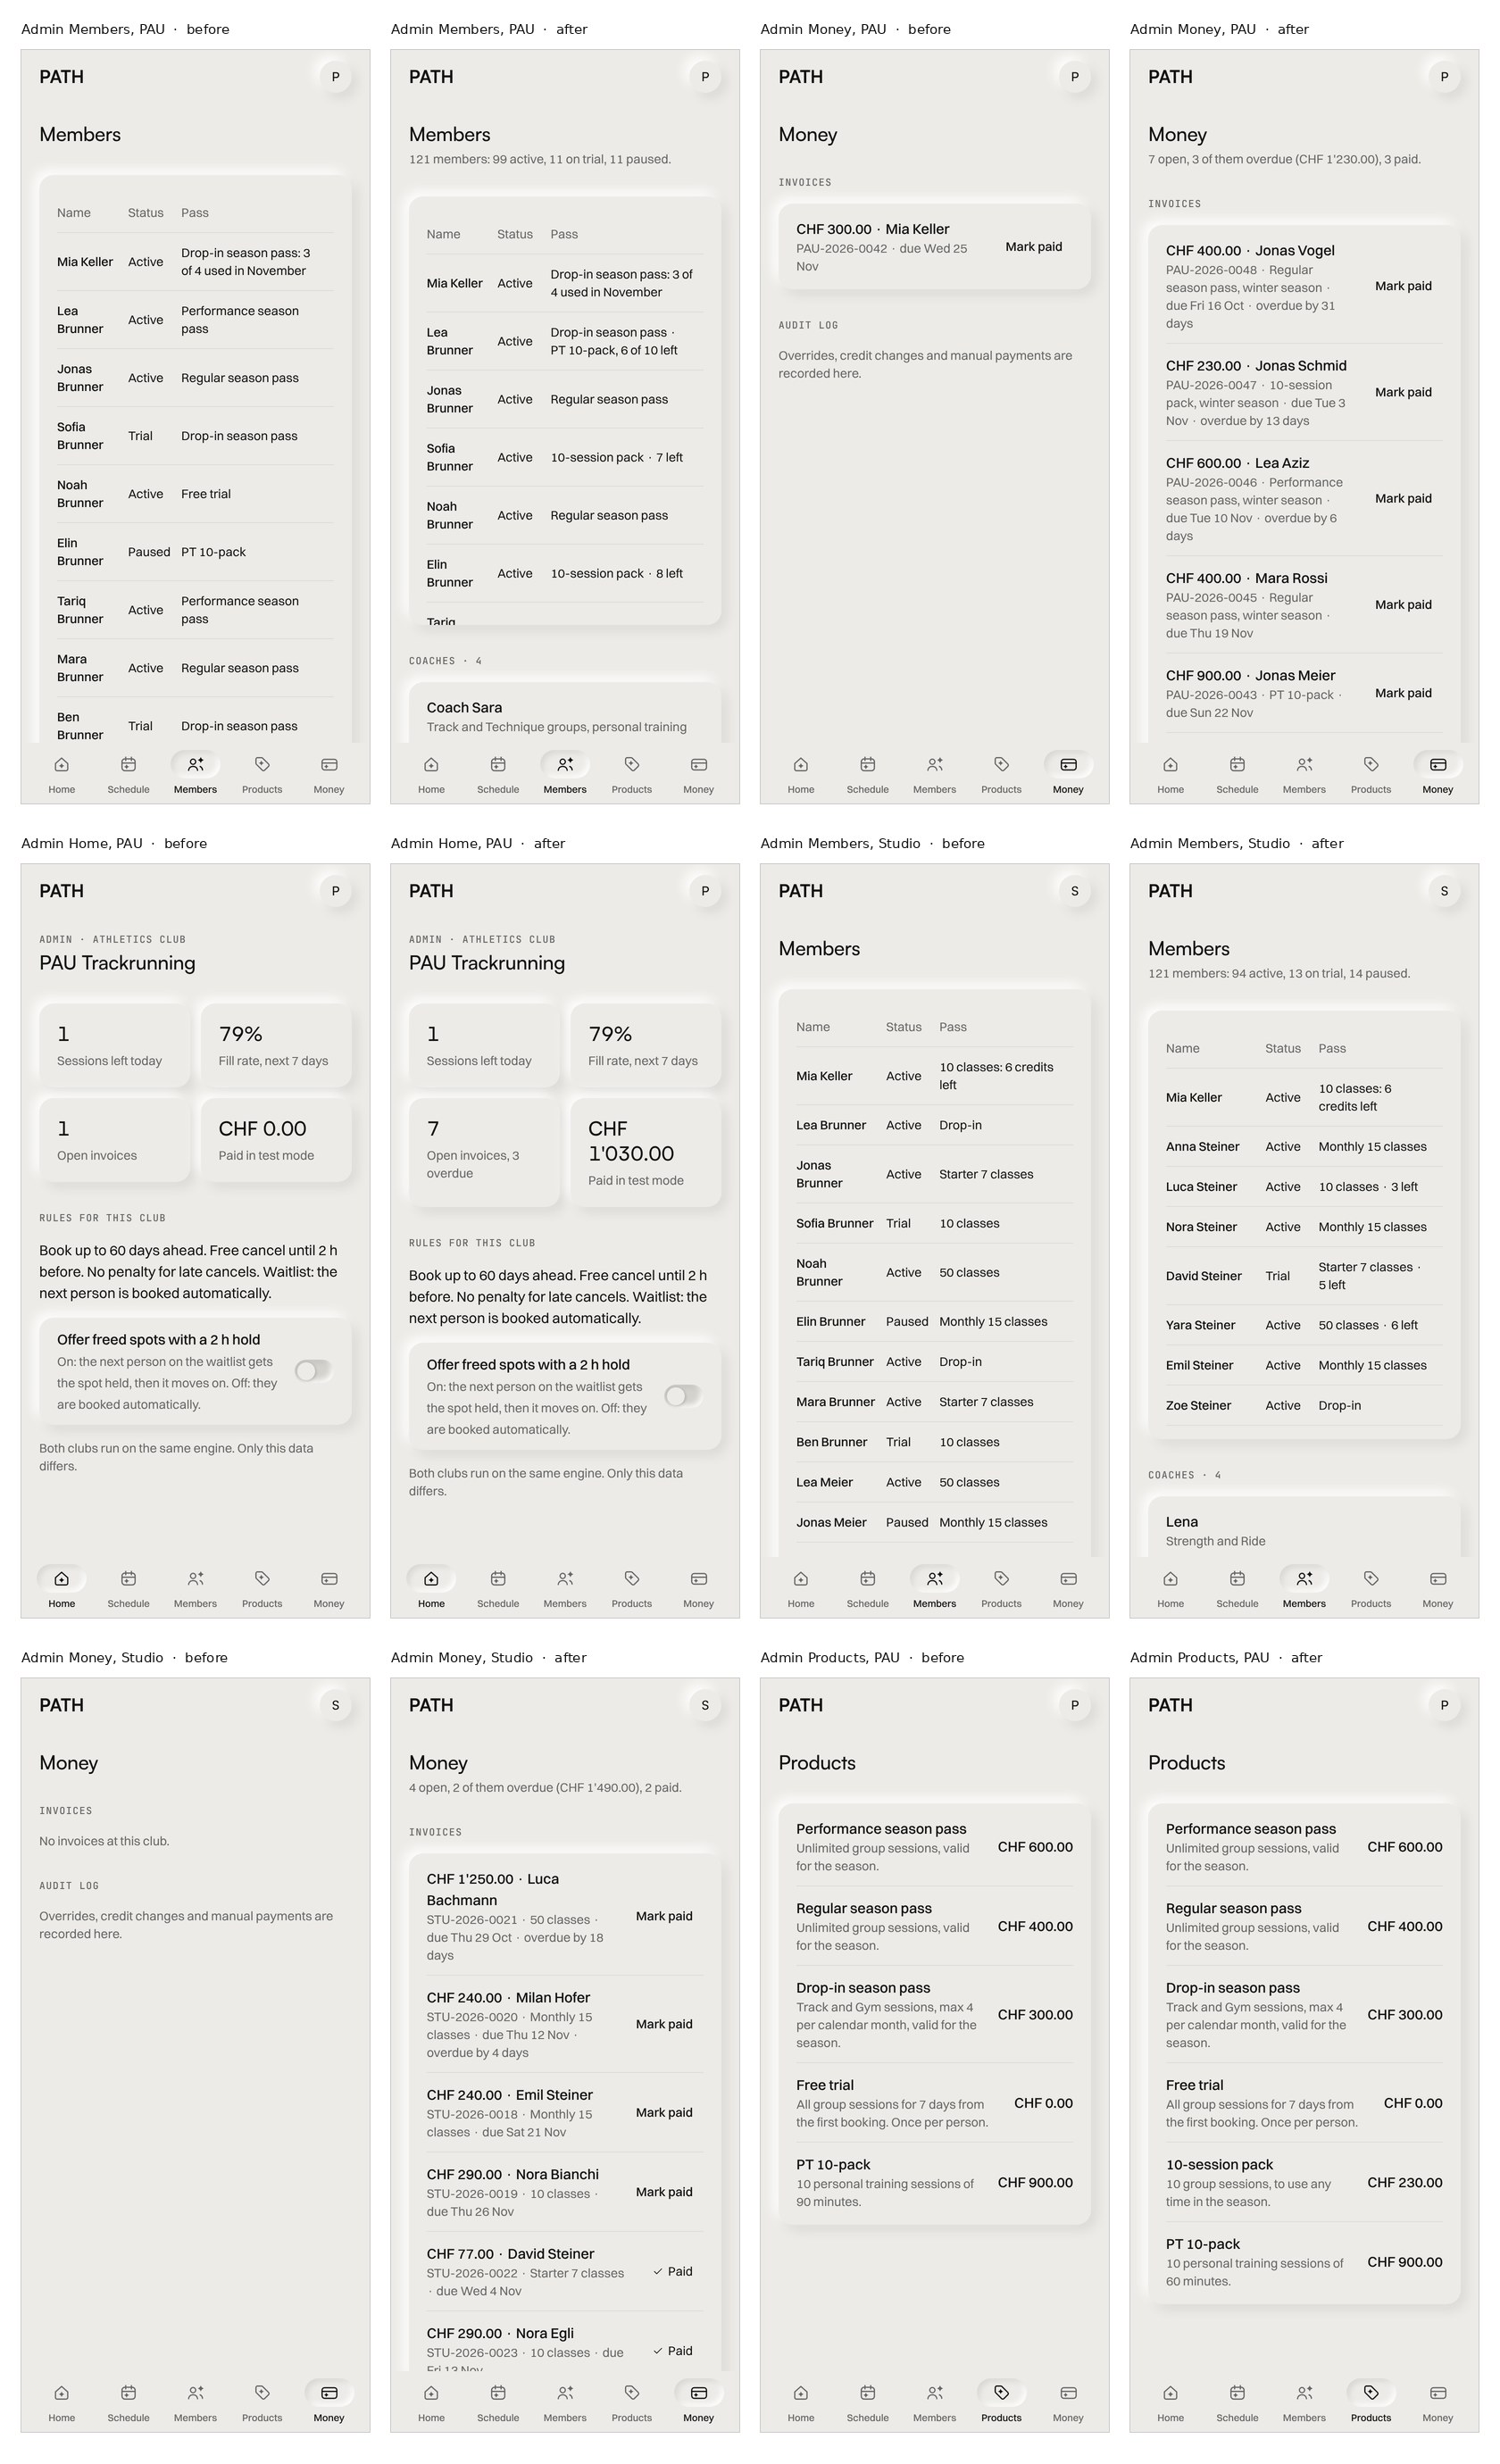 Admin Members, PAU · before
PATH
P
Members
Name Status Pass
Mia Keller Active Drop-in season pass: 3
of 4 used in November
Lea
Brunner Active Performance season
pass
Jonas
Brunner Active Regular season pass
Sofia
Brunner Trial Drop-in season pass
Noah
Brunner Active Free trial
Elin
Brunner Paused PT 10-pack
Tariq
Brunner Active Performance season
pass
Mara
Brunner Active Regular season pass
Ben
Brunner Trial Drop-in season pass
Home Schedule Members Products Money
Admin Members, PAU · after
PATH
P
Members
121 members: 99 active, 11 on trial, 11 paused.
Name Status Pass
Mia Keller Active Drop-in season pass: 3 of
4 used in November
Lea
Brunner Active Drop-in season pass ·
PT 10-pack, 6 of 10 left
Jonas
Brunner Active Regular season pass
Sofia
Brunner Active 10-session pack · 7 left
Noah
Brunner Active Regular season pass
Elin
Brunner Active 10-session pack · 8 left
Tariq
COACHES · 4
Coach Sara
Track and Technique groups, personal training
Home Schedule Members Products Money
Admin Money, PAU · before
PATH
P
Money
INVOICES
CHF 300.00 · Mia Keller
PAU-2026-0042 · due Wed 25
Nov
Mark paid
AUDIT LOG
Overrides, credit changes and manual payments are
recorded here.
Home Schedule Members Products Money
Admin Money, PAU · after
PATH
P
Money
7 open, 3 of them overdue (CHF 1'230.00), 3 paid.
INVOICES
CHF 400.00 · Jonas Vogel
PAU-2026-0048 · Regular
season pass, winter season ·
due Fri 16 Oct · overdue by 31
days
Mark paid
CHF 230.00 · Jonas Schmid
PAU-2026-0047 · 10-session
pack, winter season · due Tue 3
Nov · overdue by 13 days
Mark paid
CHF 600.00 · Lea Aziz
PAU-2026-0046 · Performance
season pass, winter season ·
due Tue 10 Nov · overdue by 6
days
Mark paid
CHF 400.00 · Mara Rossi
PAU-2026-0045 · Regular
season pass, winter season ·
due Thu 19 Nov
Mark paid
CHF 900.00 · Jonas Meier
PAU-2026-0043 · PT 10-pack ·
due Sun 22 Nov
Mark paid
Home Schedule Members Products Money
Admin Home, PAU · before
PATH
P
ADMIN · ATHLETICS CLUB
PAU Trackrunning
1
Sessions left today
79%
Fill rate, next 7 days
1
Open invoices
CHF 0.00
Paid in test mode
RULES FOR THIS CLUB
Book up to 60 days ahead. Free cancel until 2 h
before. No penalty for late cancels. Waitlist: the
next person is booked automatically.
Offer freed spots with a 2 h hold
On: the next person on the waitlist gets
the spot held, then it moves on. Off: they
are booked automatically.
Both clubs run on the same engine. Only this data
differs.
Home Schedule Members Products Money
Admin Home, PAU · after
PATH
P
ADMIN · ATHLETICS CLUB
PAU Trackrunning
1
Sessions left today
79%
Fill rate, next 7 days
7
Open invoices, 3
overdue
CHF
1'030.00
Paid in test mode
RULES FOR THIS CLUB
Book up to 60 days ahead. Free cancel until 2 h
before. No penalty for late cancels. Waitlist: the
next person is booked automatically.
Offer freed spots with a 2 h hold
On: the next person on the waitlist gets
the spot held, then it moves on. Off: they
are booked automatically.
Both clubs run on the same engine. Only this data
differs.
Home Schedule Members Products Money
Admin Members, Studio · before
PATH
S
Members
Name Status Pass
Mia Keller Active 10 classes: 6 credits
left
Lea Brunner Active Drop-in
Jonas
Brunner Active Starter 7 classes
Sofia Brunner Trial 10 classes
Noah
Brunner Active 50 classes
Elin Brunner Paused Monthly 15 classes
Tariq Brunner Active Drop-in
Mara Brunner Active Starter 7 classes
Ben Brunner Trial 10 classes
Lea Meier Active 50 classes
Jonas Meier Paused Monthly 15 classes
Home Schedule Members Products Money
Admin Members, Studio · after
PATH
S
Members
121 members: 94 active, 13 on trial, 14 paused.
Name Status Pass
Mia Keller Active 10 classes: 6
credits left
Anna Steiner Active Monthly 15 classes
Luca Steiner Active 10 classes · 3 left
Nora Steiner Active Monthly 15 classes
David Steiner Trial Starter 7 classes ·
5 left
Yara Steiner Active 50 classes · 6 left
Emil Steiner Active Monthly 15 classes
Zoe Steiner Active Drop-in
COACHES · 4
Lena
Strength and Ride
Home Schedule Members Products Money
Admin Money, Studio · before
PATH
S
Money
INVOICES
No invoices at this club.
AUDIT LOG
Overrides, credit changes and manual payments are
recorded here.
Home Schedule Members Products Money
Admin Money, Studio · after
PATH
S
Money
4 open, 2 of them overdue (CHF 1'490.00), 2 paid.
INVOICES
CHF 1'250.00 · Luca
Bachmann
STU-2026-0021 · 50 classes ·
due Thu 29 Oct · overdue by 18
days
Mark paid
CHF 240.00 · Milan Hofer
STU-2026-0020 · Monthly 15
classes · due Thu 12 Nov ·
overdue by 4 days
Mark paid
CHF 240.00 · Emil Steiner
STU-2026-0018 · Monthly 15
classes · due Sat 21 Nov
Mark paid
CHF 290.00 · Nora Bianchi
STU-2026-0019 · 10 classes ·
due Thu 26 Nov
Mark paid
CHF 77.00 · David Steiner
STU-2026-0022 · Starter 7 classes
· due Wed 4 Nov
✓ Paid
CHF 290.00 · Nora Egli
STU-2026-0023 · 10 classes · due
Fri 13 Nov
✓ Paid
Home Schedule Members Products Money
Admin Products, PAU · before
PATH
P
Products
Performance season pass
Unlimited group sessions, valid
for the season.
CHF 600.00
Regular season pass
Unlimited group sessions, valid
for the season.
CHF 400.00
Drop-in season pass
Track and Gym sessions, max 4
per calendar month, valid for the
season.
CHF 300.00
Free trial
All group sessions for 7 days from
the first booking. Once per person.
CHF 0.00
PT 10-pack
10 personal training sessions of
90 minutes.
CHF 900.00
Home Schedule Members Products Money
Admin Products, PAU · after
PATH
P
Products
Performance season pass
Unlimited group sessions, valid
for the season.
CHF 600.00
Regular season pass
Unlimited group sessions, valid
for the season.
CHF 400.00
Drop-in season pass
Track and Gym sessions, max 4
per calendar month, valid for the
season.
CHF 300.00
Free trial
All group sessions for 7 days from
the first booking. Once per person.
CHF 0.00
10-session pack
10 group sessions, to use any
time in the season.
CHF 230.00
PT 10-pack
10 personal training sessions of
60 minutes.
CHF 900.00
Home Schedule Members Products Money